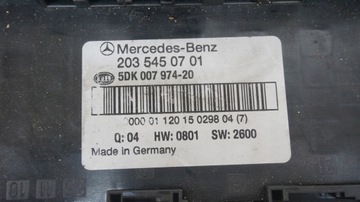 Mercedes-Benz
203 545 07 01
HELLA
5DK 007 974-20
0000 01 120 15 0298 04 (7)
Q: 04 HW: 0801 SW: 2600
Made in Germany